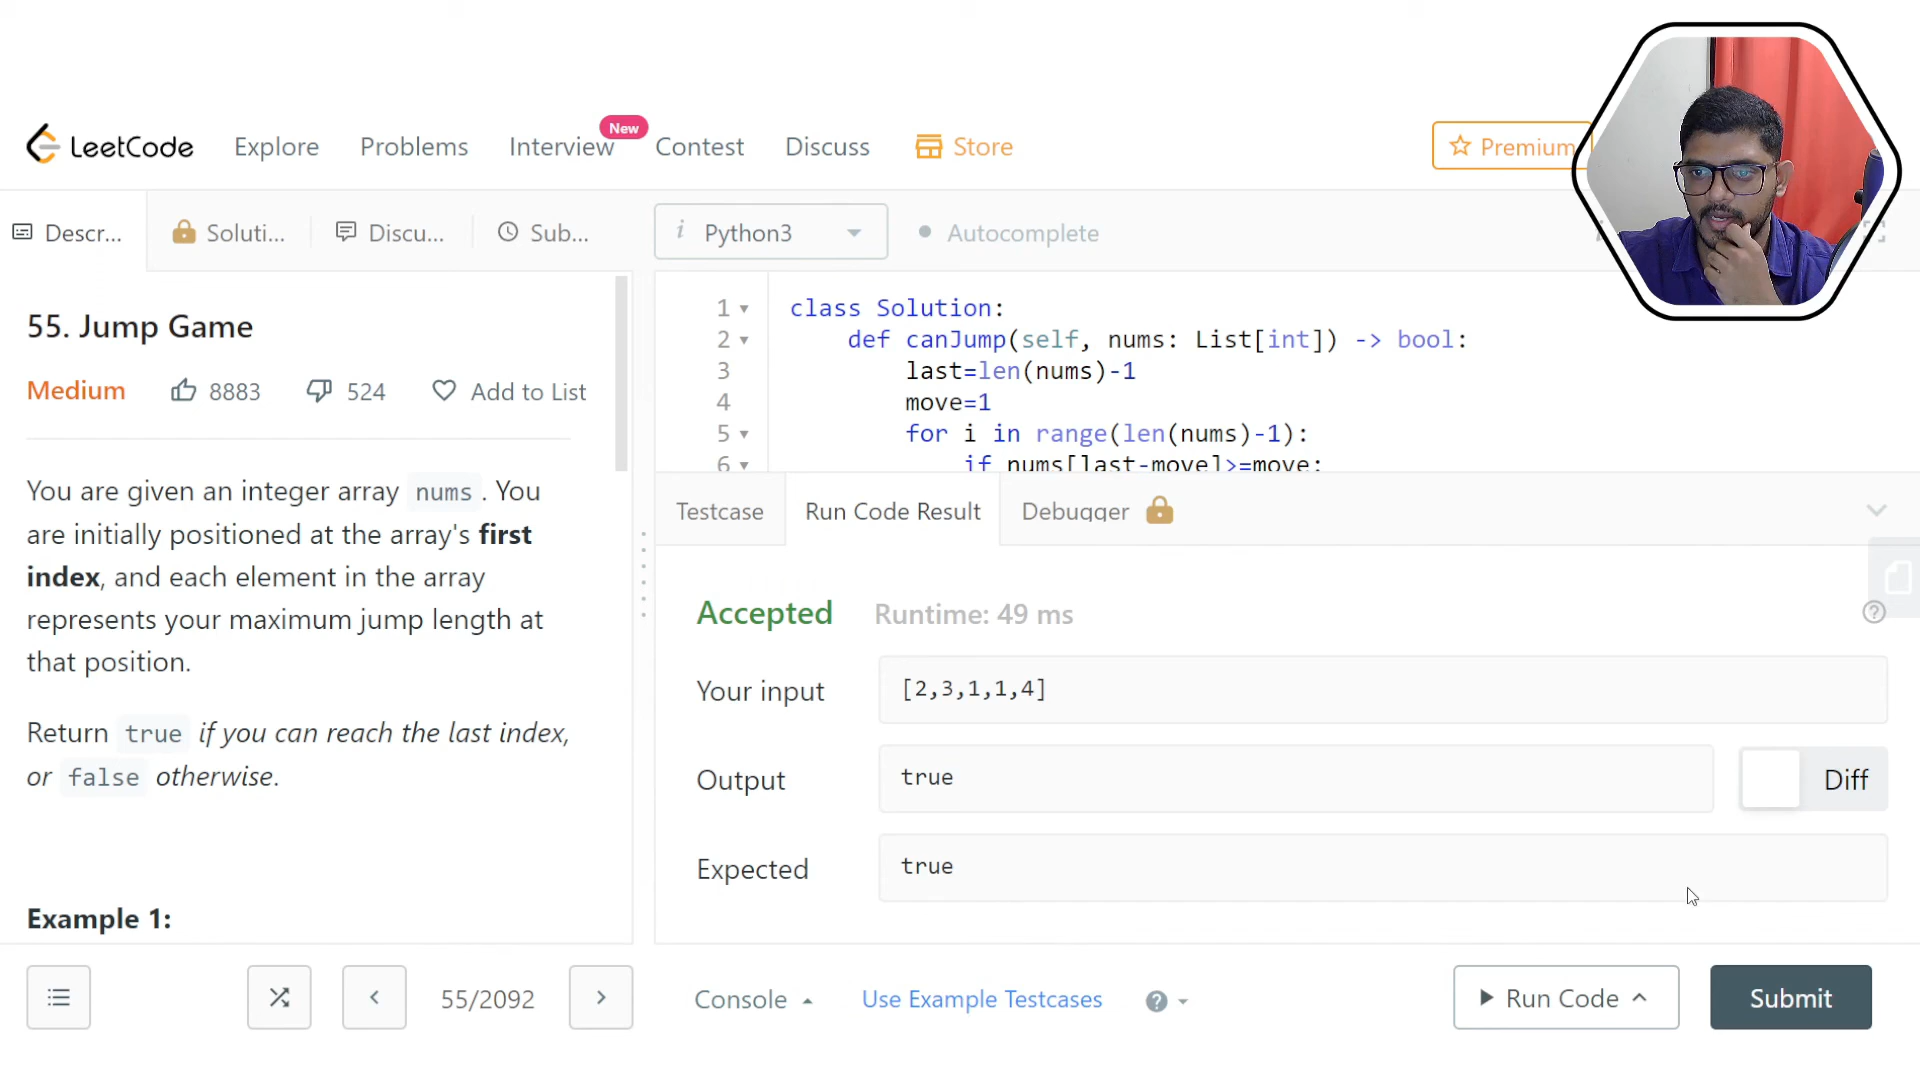 LeetCode
Explore
Problems
Interview
New
Contest
Discuss
Store
Premium
Descr...
Soluti...
Discu...
Sub...
i Python3
Autocomplete
55. Jump Game
Medium
8883
524
Add to List
You are given an integer array nums . You
are initially positioned at the array's first
index, and each element in the array
represents your maximum jump length at
that position.
Return true if you can reach the last index,
or false otherwise.
Example 1:
1 class Solution:
2 def canJump(self, nums: List[int]) -> bool:
3 last=len(nums)-1
4 move=1
5 for i in range(len(nums)-1):
6 if nums[last-move]>=move:
Testcase
Run Code Result
Debugger
Accepted
Runtime: 49 ms
Your input
[2,3,1,1,4]
Output
true
Diff
Expected
true
55/2092
Console
Use Example Testcases
Run Code
Submit